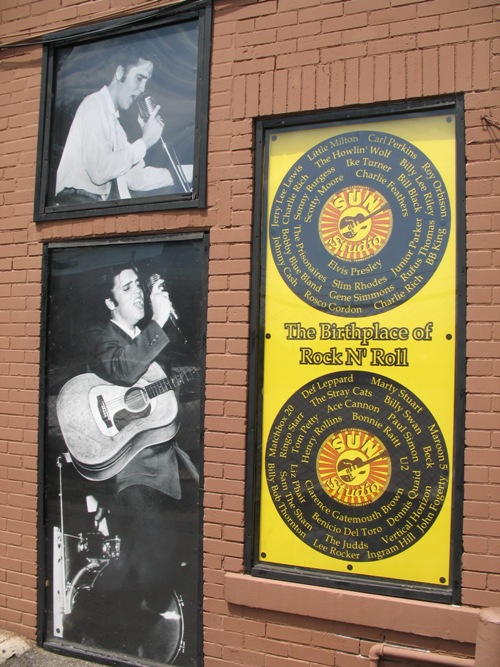 Jerry Lee Lewis Little Milton Carl Perkins Roy Orbison
Charlie Rich The Howlin' Wolf Billy Lee Riley
Sonny Burgess Ike Turner Bill Black
Scotty Moore Charlie Feathers
SUN
Studio
Elvis Presley
The Prisonaires Slim Rhodes Junior Parker
Bobby Blue Bland Gene Simmons Rufus Thomas
Johnny Cash Rosco Gordon Charlie Rich BB King
The Birthplace of
Rock N' Roll
Matchbox 20 Def Leppard Marty Stuart Maroon 5
Ringo Starr The Stray Cats Billy Swan Beck
Tom Petty Ace Cannon Paul Simon
Henry Rollins Bonnie Raitt U2
SUN
Studio
Clarence Gatemouth Brown
Liz Phair Benicio Del Toro Dennis Quaid
Sam The Sham The Judds Vertical Horizon
Billy Bob Thornton Lee Rocker Ingram Hill John Fogerty